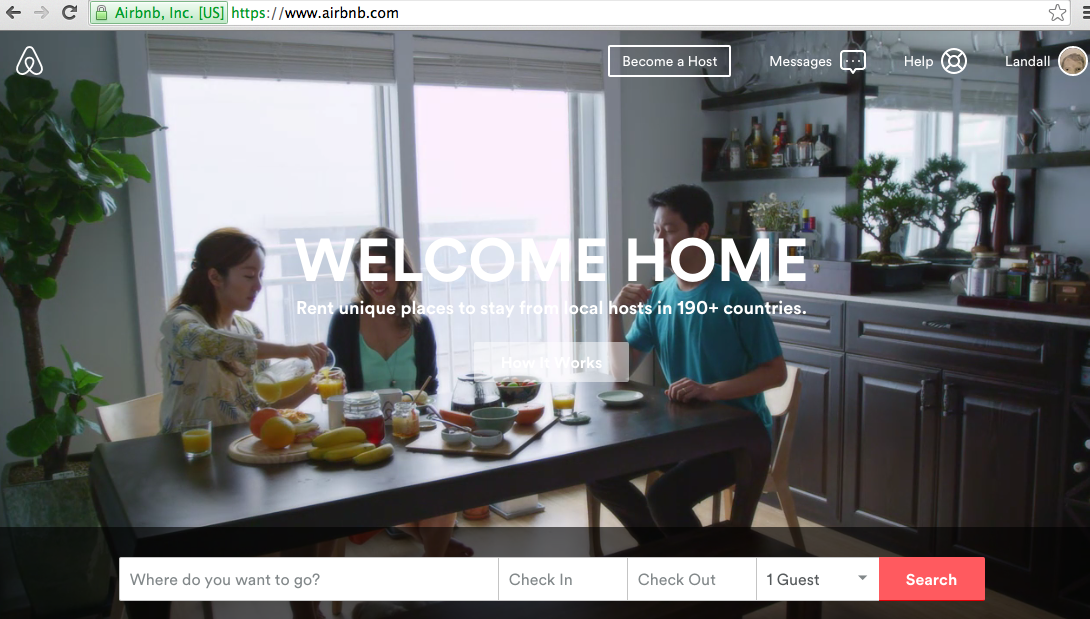 Airbnb, Inc. [US] https://www.airbnb.com
Become a Host Messages Help Landall
WELCOME HOME
Rent unique places to stay from local hosts in 190+ countries.
How It Works
Where do you want to go? Check In Check Out 1 Guest Search